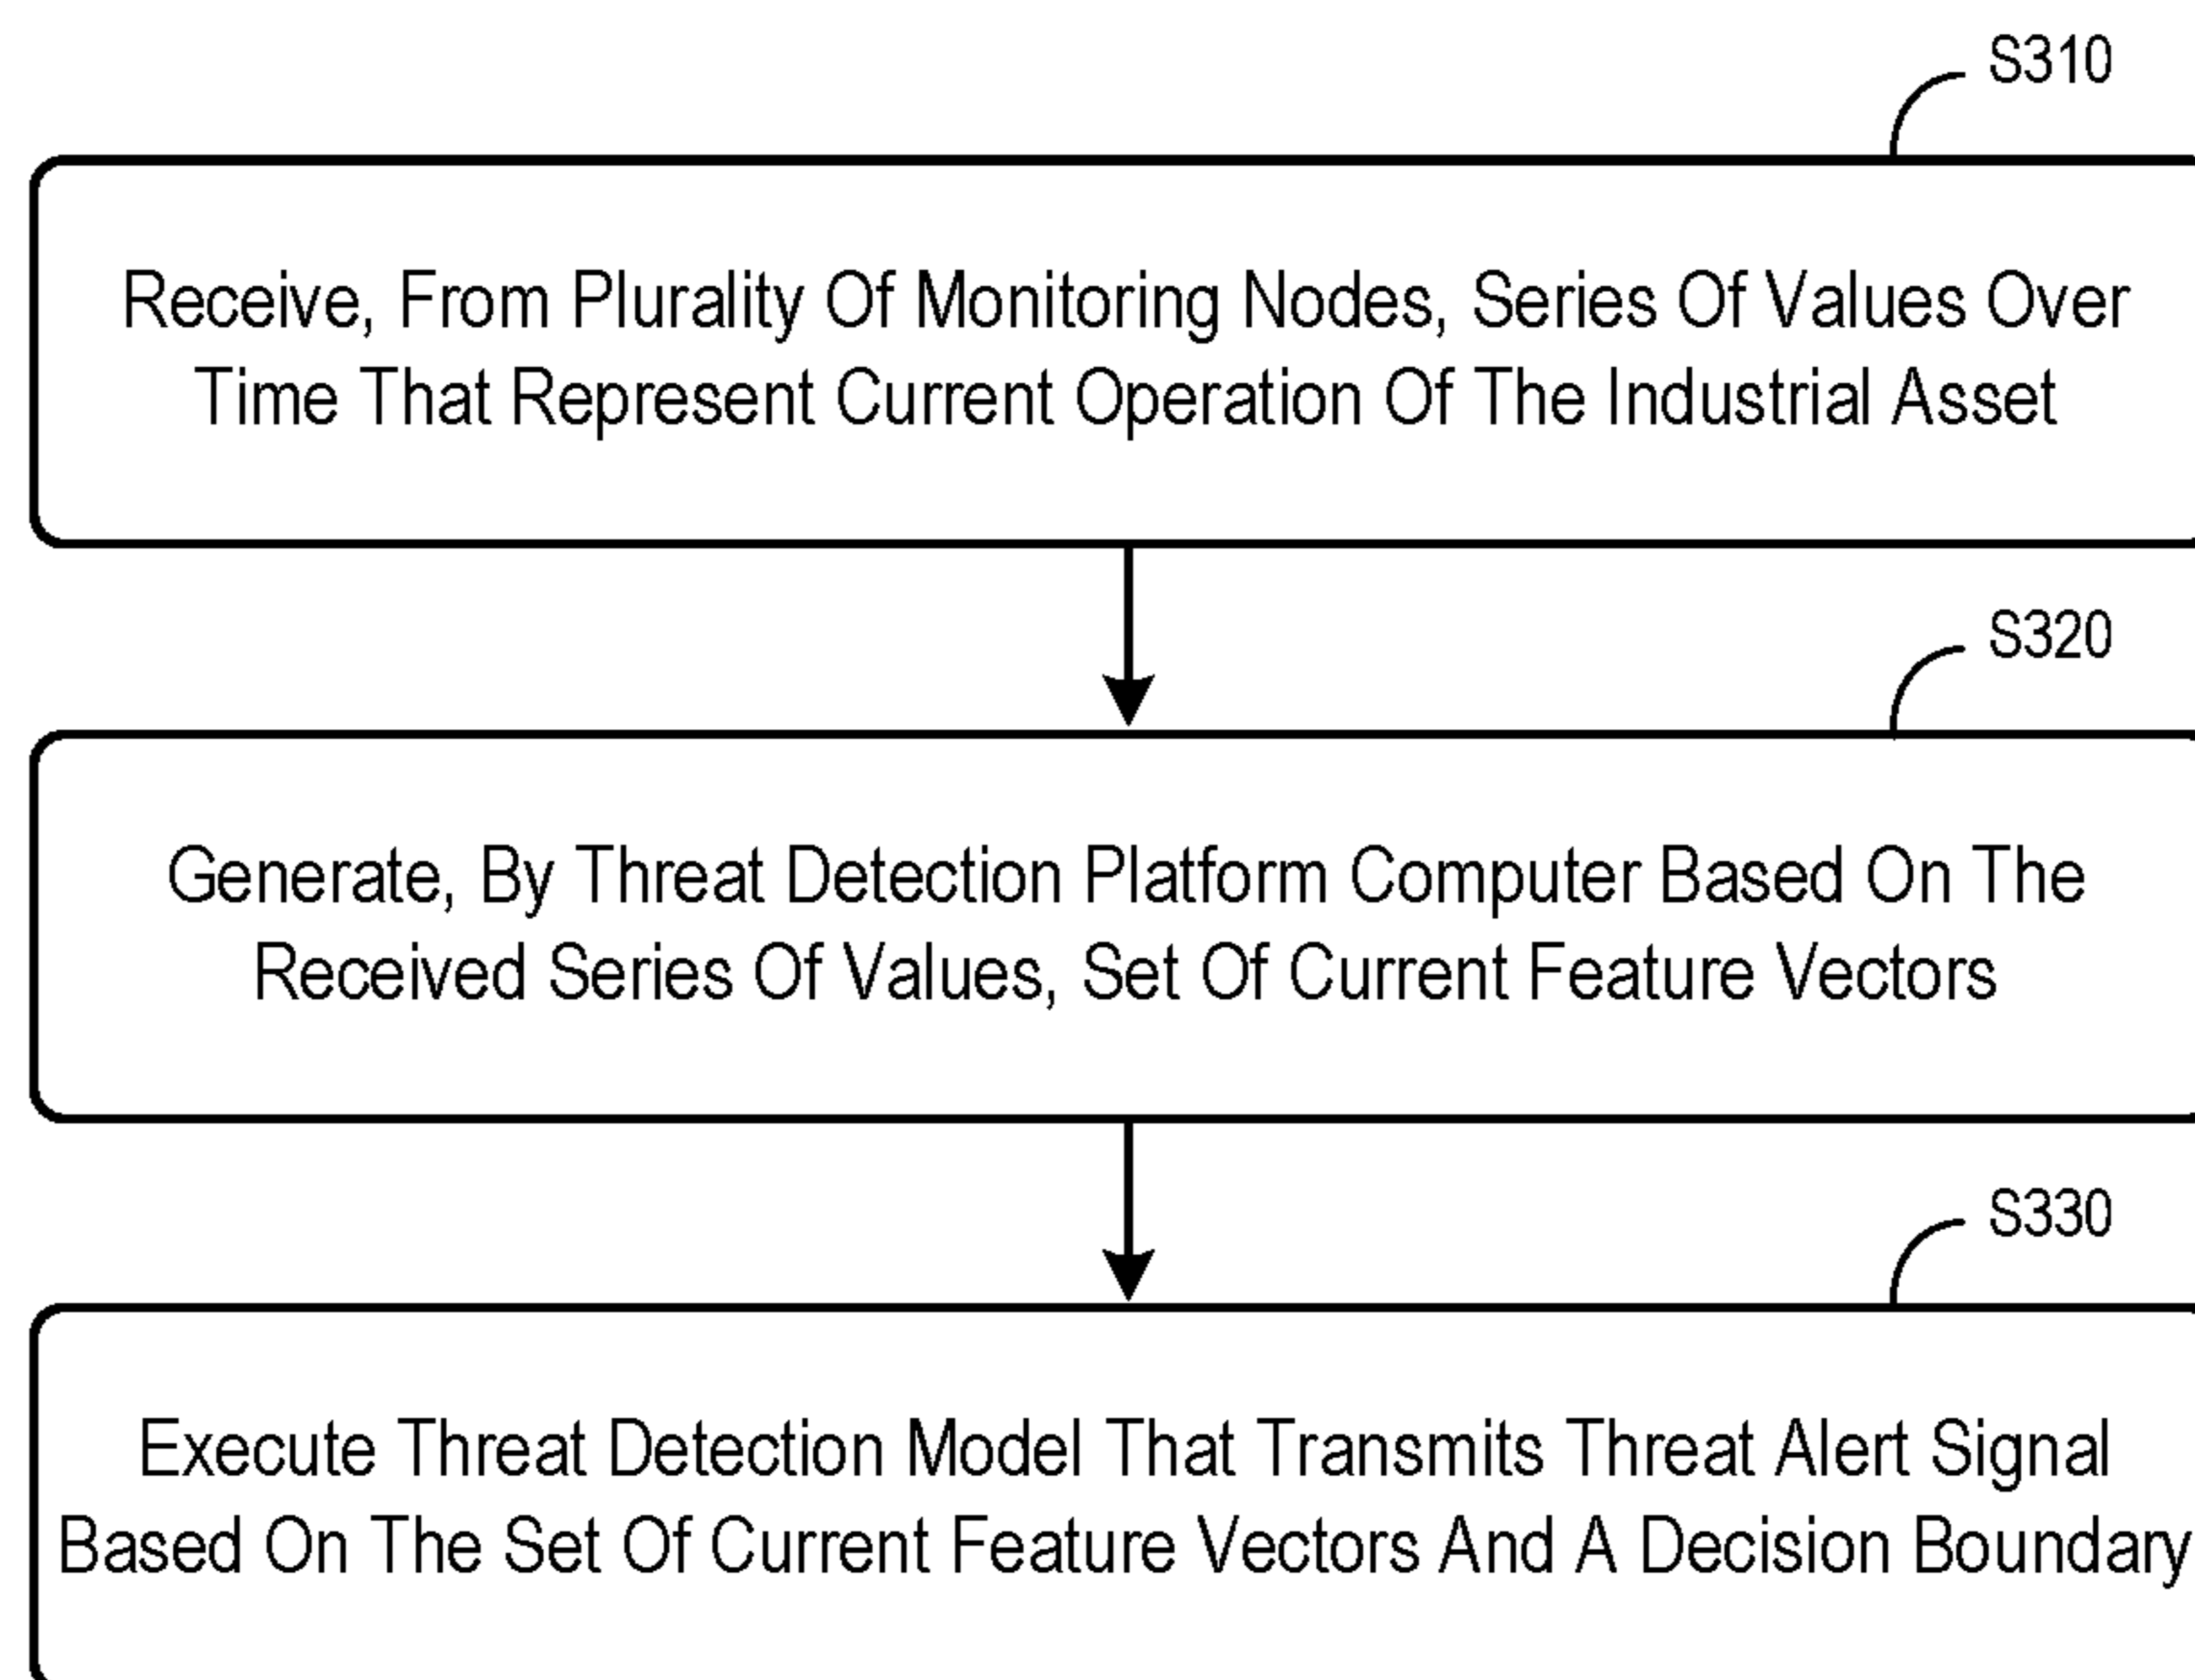 S310
Receive, From Plurality Of Monitoring Nodes, Series Of Values Over
Time That Represent Current Operation Of The Industrial Asset
S320
Generate, By Threat Detection Platform Computer Based On The
Received Series Of Values, Set Of Current Feature Vectors
S330
Execute Threat Detection Model That Transmits Threat Alert Signal
Based On The Set Of Current Feature Vectors And A Decision Boundary